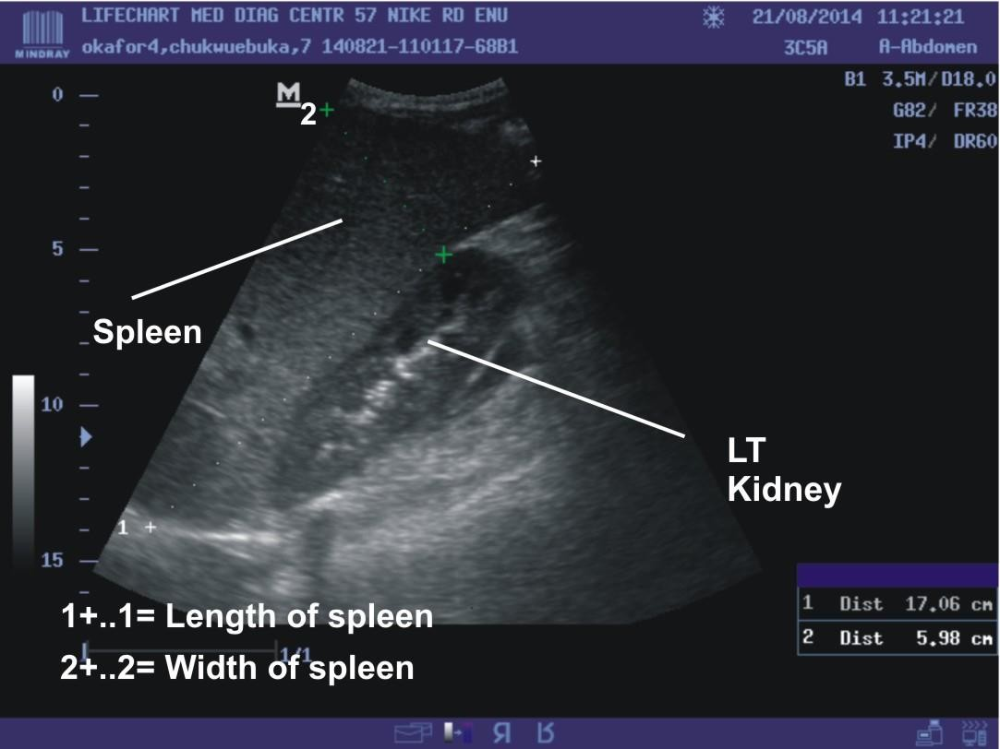 LIFECHART MED DIAG CENTR 57 NIKE RD ENU
21/08/2014 11:21:21
MINDRAY
okafor4,chukwuebuka,7 140821-110117-68B1
3C5A A-Abdomen
B1 3.5M/D18.0
G82/ FR38
IP4/ DR60
M
2
0
5
Spleen
10
LT
Kidney
1
15
1 Dist 17.06 cm
2 Dist 5.98 cm
1+..1= Length of spleen
1/1
2+..2= Width of spleen